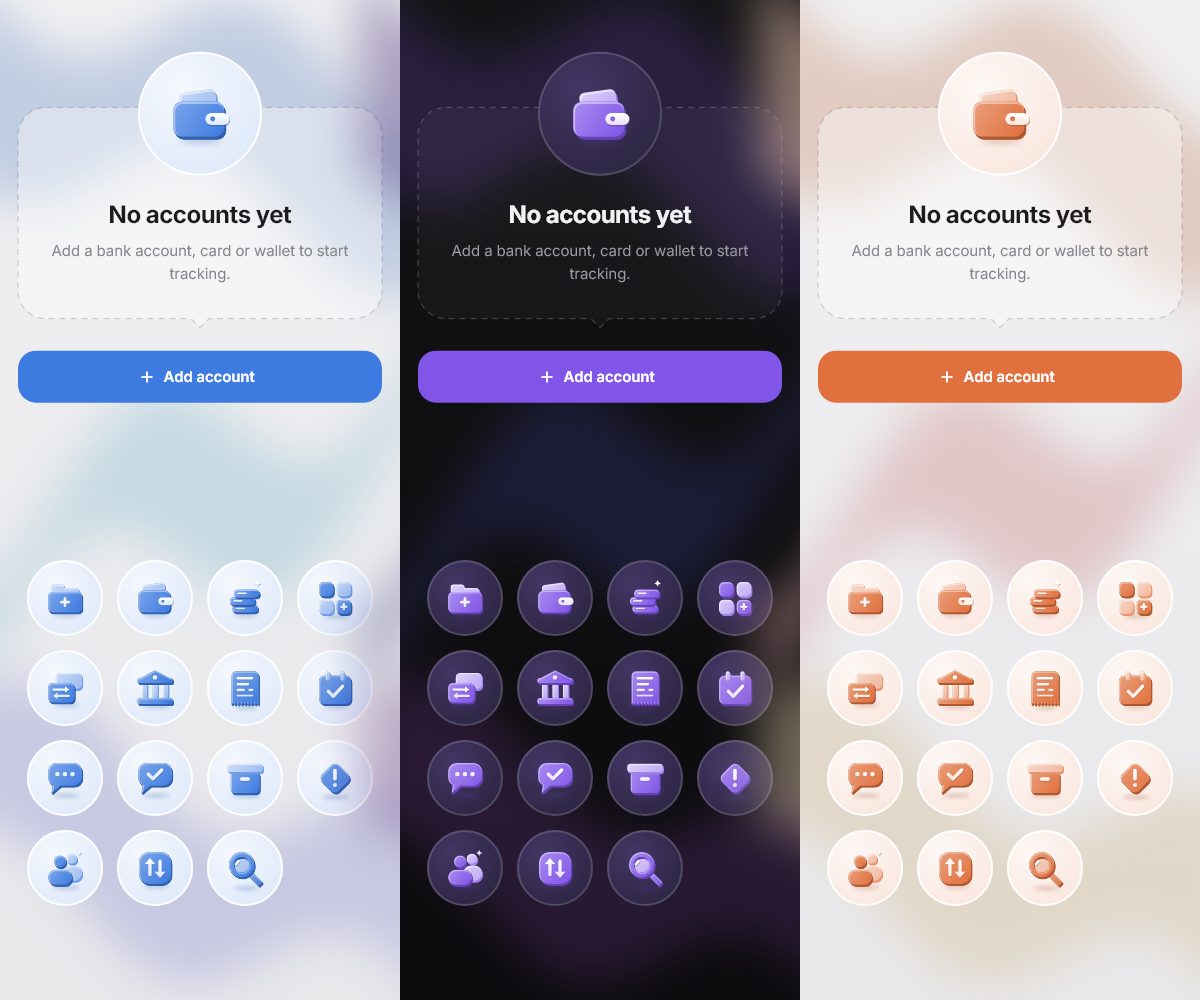 No accounts yet
Add a bank account, card or wallet to start
tracking.
+ Add account
No accounts yet
Add a bank account, card or wallet to start
tracking.
+ Add account
No accounts yet
Add a bank account, card or wallet to start
tracking.
+ Add account